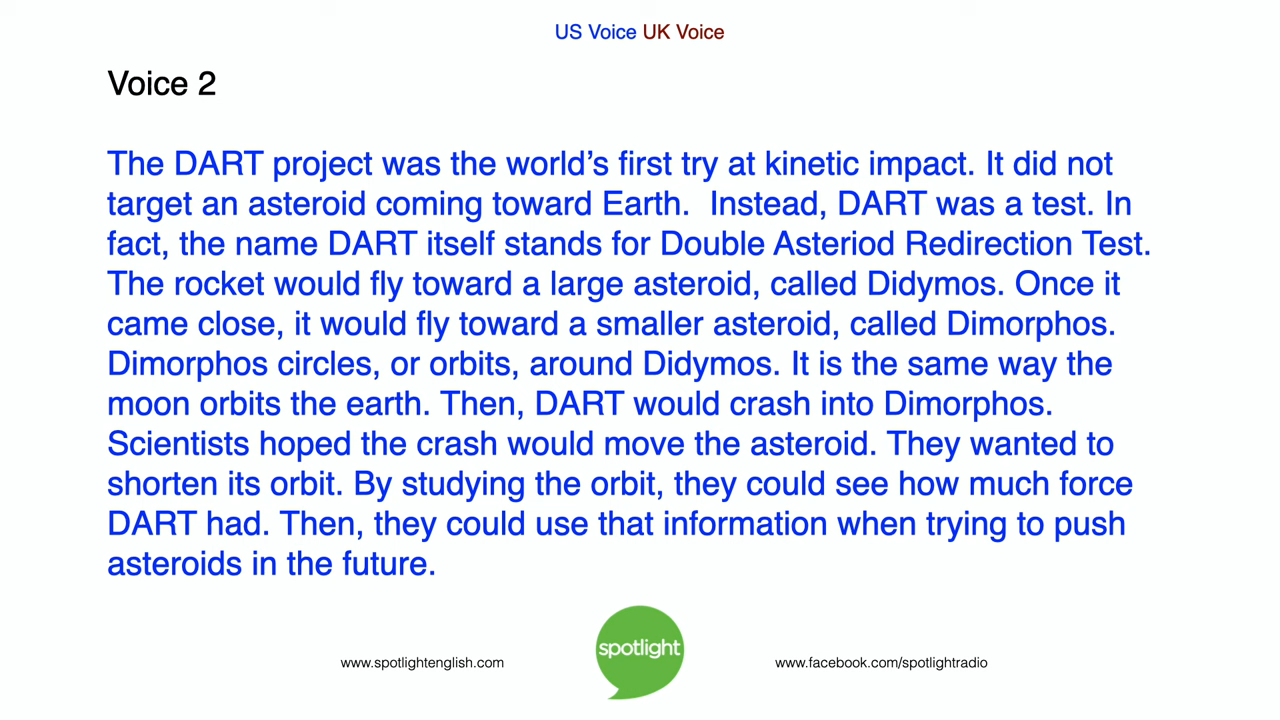 US Voice UK Voice
Voice 2
The DART project was the world’s first try at kinetic impact. It did not
target an asteroid coming toward Earth.  Instead, DART was a test. In
fact, the name DART itself stands for Double Asteriod Redirection Test.
The rocket would fly toward a large asteroid, called Didymos. Once it
came close, it would fly toward a smaller asteroid, called Dimorphos.
Dimorphos circles, or orbits, around Didymos. It is the same way the
moon orbits the earth. Then, DART would crash into Dimorphos.
Scientists hoped the crash would move the asteroid. They wanted to
shorten its orbit. By studying the orbit, they could see how much force
DART had. Then, they could use that information when trying to push
asteroids in the future.
spotlight
www.spotlightenglish.com
www.facebook.com/spotlightradio